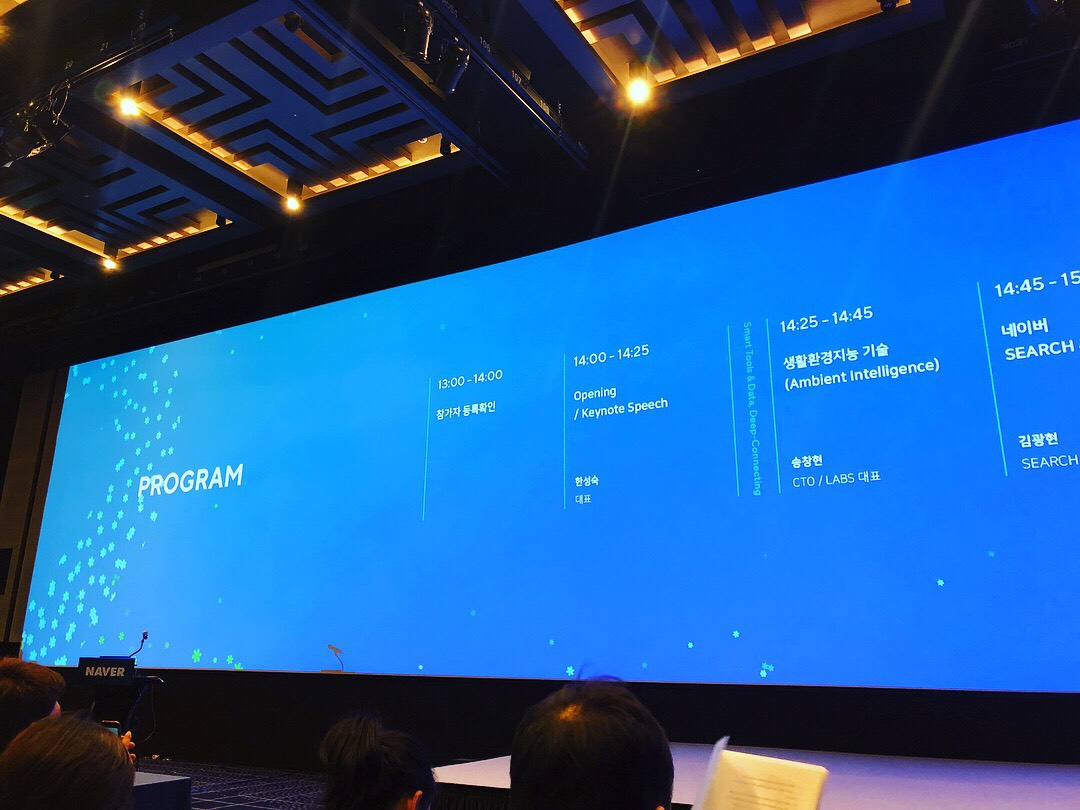 PROGRAM
13:00 - 14:00
참가자 등록확인
14:00 - 14:25
Opening
/ Keynote Speech
한성숙
대표
Smart Tools & Data, Deep-Connecting
14:25 - 14:45
생활환경지능 기술
(Ambient Intelligence)
송창현
CTO / LABS 대표
14:45 - 15
네이버
SEARCH
김광현
SEARCH
NAVER